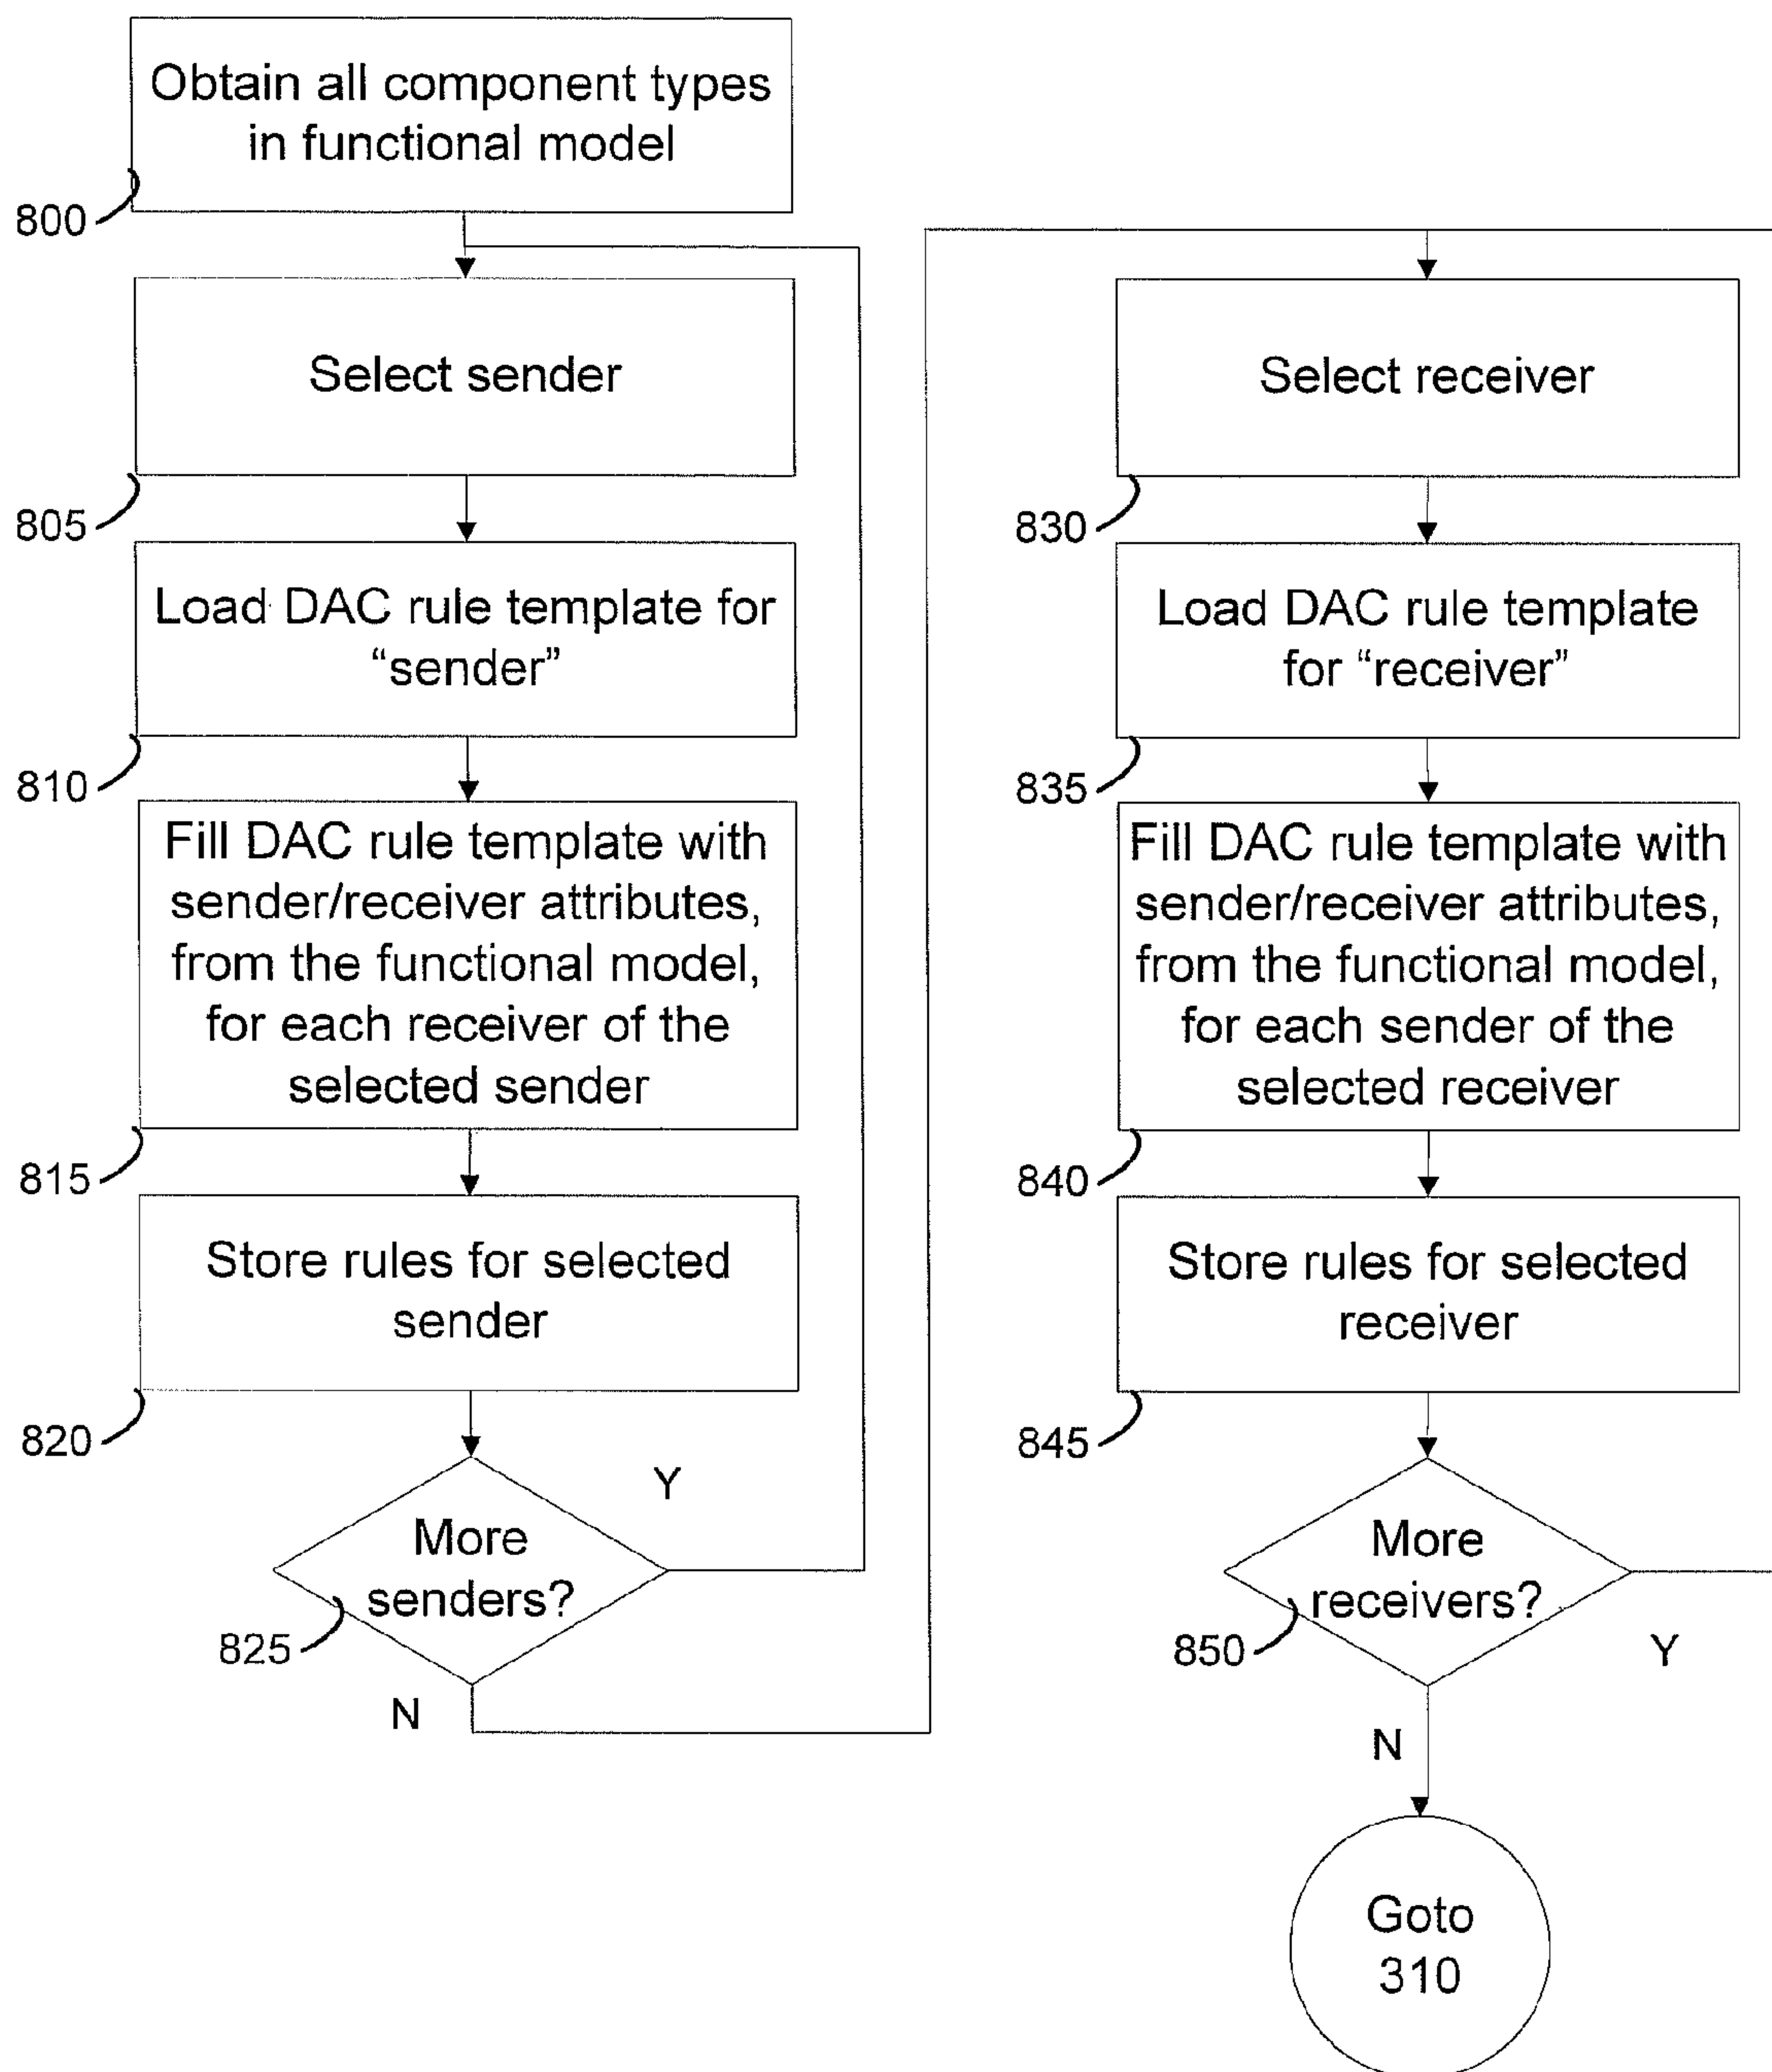 Obtain all component types
in functional model
800
Select sender
805
Load DAC rule template for
“sender”
810
Fill DAC rule template with
sender/receiver attributes,
from the functional model,
for each receiver of the
selected sender
815
Store rules for selected
sender
820
Y
More
senders?
825
N
Select receiver
830
Load DAC rule template
for “receiver”
835
Fill DAC rule template with
sender/receiver attributes,
from the functional model,
for each sender of the
selected receiver
840
Store rules for selected
receiver
845
More
receivers?
850
Y
N
Goto
310